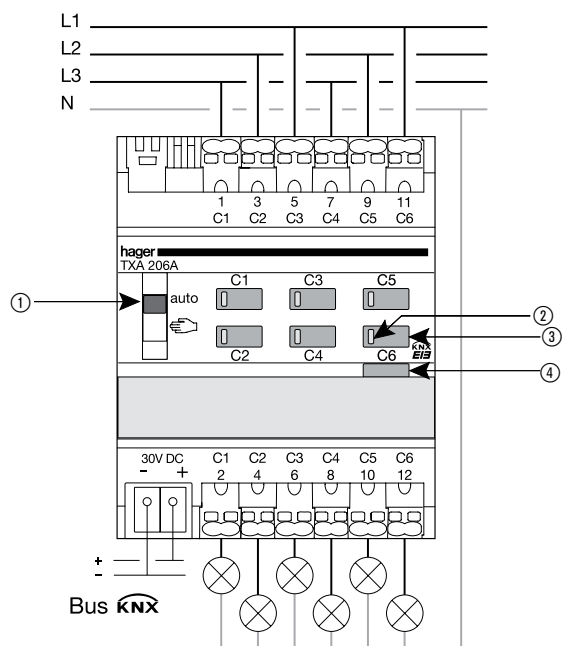 L1
L2
L3
N
1 3 5 7 9 11
C1 C2 C3 C4 C5 C6
hager
TXA 206A
C1 C3 C5
auto
①
②
③
C2 C4 C6
KNX
EIB
④
30V DC
- +
C1 C2 C3 C4 C5 C6
2 4 6 8 10 12
+
-
Bus KNX